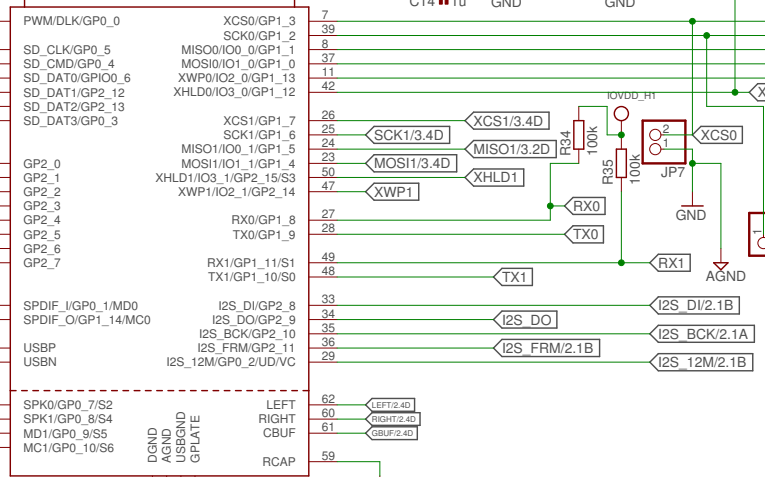 C14 1u GND GND
PWM/DLK/GP0_0 XCS0/GP1_3 7
SCK0/GP1_2 39
SD_CLK/GP0_5 MISO0/IO0_0/GP1_1 8
SD_CMD/GP0_4 MOSI0/IO1_0/GP1_0 37
SD_DAT0/GPIO0_6 XWP0/IO2_0/GP1_13 11
SD_DAT1/GP2_12 XHLD0/IO3_0/GP1_12 42
SD_DAT2/GP2_13
IOVDD_H1
SD_DAT3/GP0_3 XCS1/GP1_7 26 XCS1/3.4D
SCK1/GP1_6 25 SCK1/3.4D
2 XCS0
MISO1/IO0_1/GP1_5 24 MISO1/3.2D R34 100k 1
GP2_0 MOSI1/IO1_1/GP1_4 23 MOSI1/3.4D R35 100k
GP2_1 XHLD1/IO3_1/GP2_15/S3 50 XHLD1 JP7
GP2_2 XWP1/IO2_1/GP2_14 47 XWP1
GP2_3 RX0
GND
GP2_4 RX0/GP1_8 27
GP2_5 TX0/GP1_9 28 TX0 1
GP2_6
GP2_7 RX1/GP1_11/S1 49 RX1
TX1/GP1_10/S0 48 TX1 AGND
SPDIF_I/GP0_1/MD0 I2S_DI/GP2_8 33 I2S_DI/2.1B
SPDIF_O/GP1_14/MC0 I2S_DO/GP2_9 34 I2S_DO
I2S_BCK/GP2_10 35 I2S_BCK/2.1A
USBP I2S_FRM/GP2_11 36 I2S_FRM/2.1B
USBN I2S_12M/GP0_2/UD/VC 29 I2S_12M/2.1B
SPK0/GP0_7/S2 LEFT 62 LEFT/2.4D
SPK1/GP0_8/S4 RIGHT 60 RIGHT/2.4D
MD1/GP0_9/S5 CBUF 61 GBUF/2.4D
MC1/GP0_10/S6
DGND
AGND
USBGND
GPLATE
RCAP 59